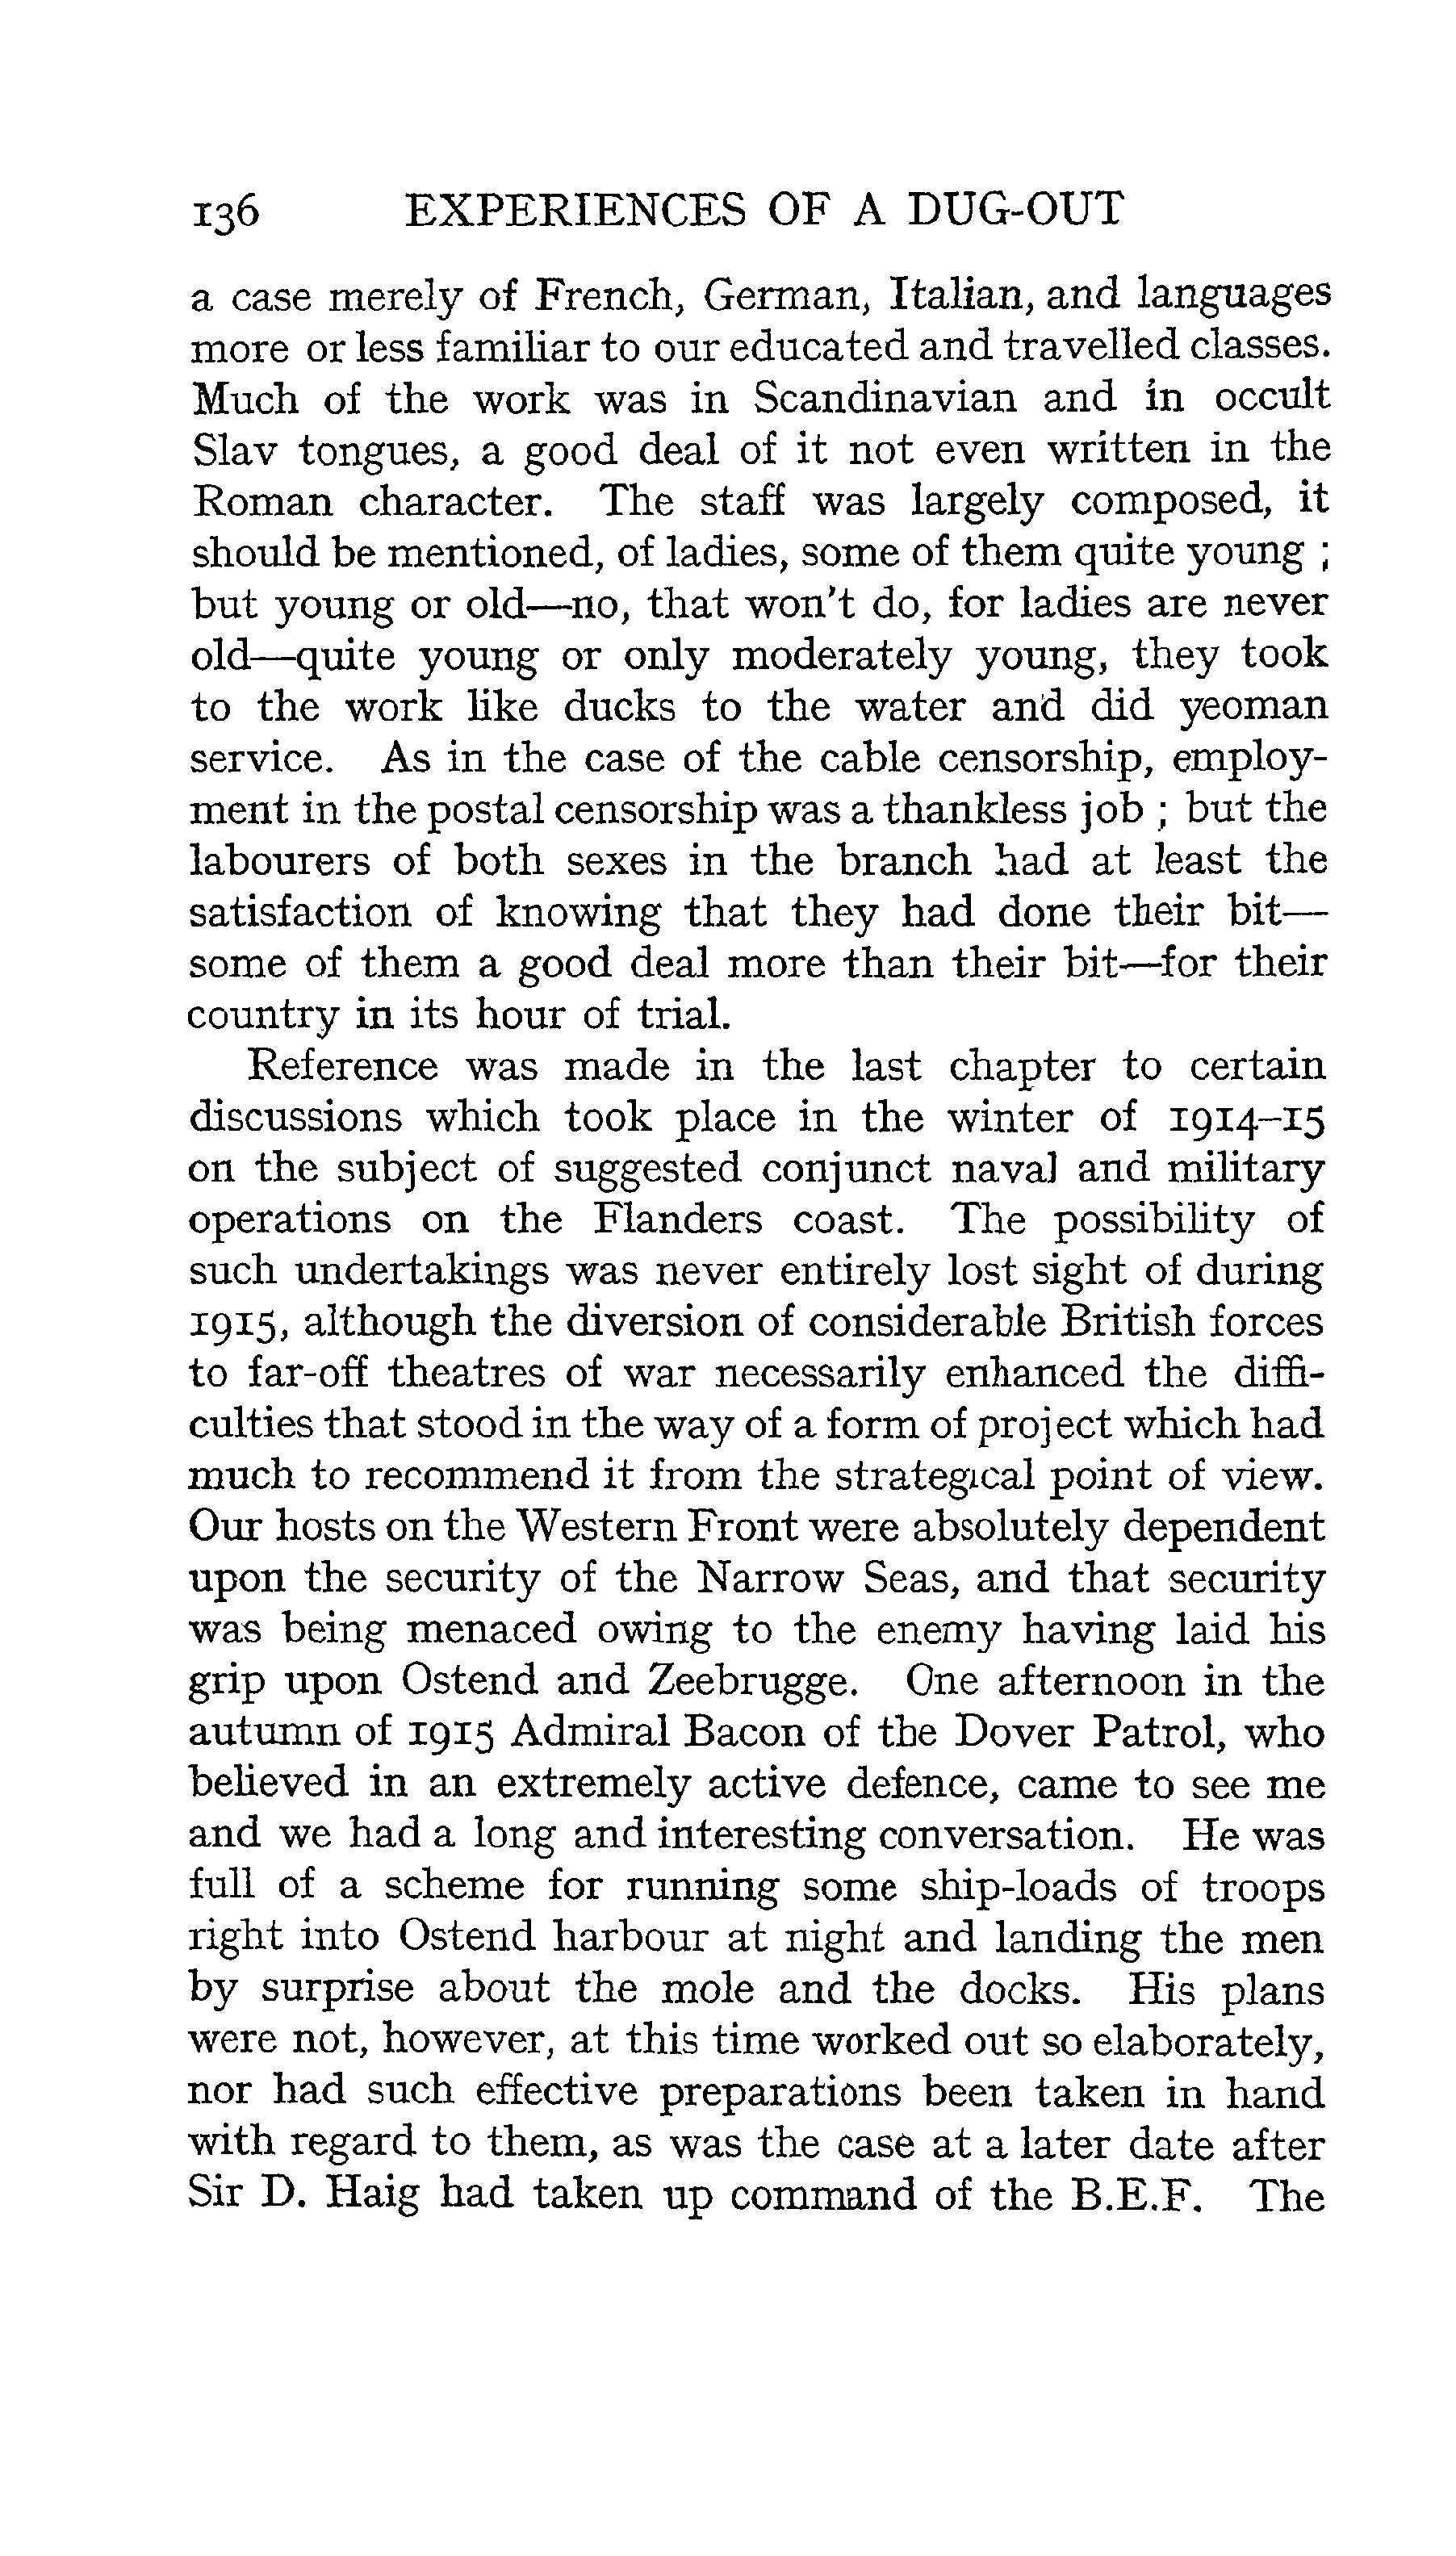 136 EXPERIENCES OF A DUG-OUT
a case merely of French, German, Italian, and languages
more or less familiar to our educated and travelled classes.
Much of the work was in Scandinavian and in occult
Slav tongues, a good deal of it not even written in the
Roman character. The staff was largely composed, it
should be mentioned, of ladies, some of them quite young ;
but young or old—no, that won't do, for ladies are never
old—quite young or only moderately young, they took
to the work like ducks to the water and did yeoman
service. As in the case of the cable censorship, employ-
ment in the postal censorship was a thankless job ; but the
labourers of both sexes in the branch had at least the
satisfaction of knowing that they had done their bit—
some of them a good deal more than their bit—for their
country in its hour of trial.
Reference was made in the last chapter to certain
discussions which took place in the winter of 1914–15
on the subject of suggested conjunct naval and military
operations on the Flanders coast. The possibility of
such undertakings was never entirely lost sight of during
1915, although the diversion of considerable British forces
to far-off theatres of war necessarily enhanced the diffi-
culties that stood in the way of a form of project which had
much to recommend it from the strategical point of view.
Our hosts on the Western Front were absolutely dependent
upon the security of the Narrow Seas, and that security
was being menaced owing to the enemy having laid his
grip upon Ostend and Zeebrugge. One afternoon in the
autumn of 1915 Admiral Bacon of the Dover Patrol, who
believed in an extremely active defence, came to see me
and we had a long and interesting conversation. He was
full of a scheme for running some ship-loads of troops
right into Ostend harbour at night and landing the men
by surprise about the mole and the docks. His plans
were not, however, at this time worked out so elaborately,
nor had such effective preparations been taken in hand
with regard to them, as was the case at a later date after
Sir D. Haig had taken up command of the B.E.F. The